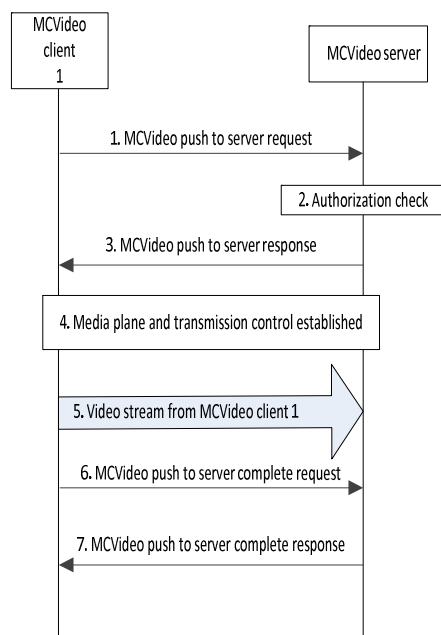 MCVideo
client
1
MCVideo server
1. MCVideo push to server request
2. Authorization check
3. MCVideo push to server response
4. Media plane and transmission control established
5. Video stream from MCVideo client 1
6. MCVideo push to server complete request
7. MCVideo push to server complete response